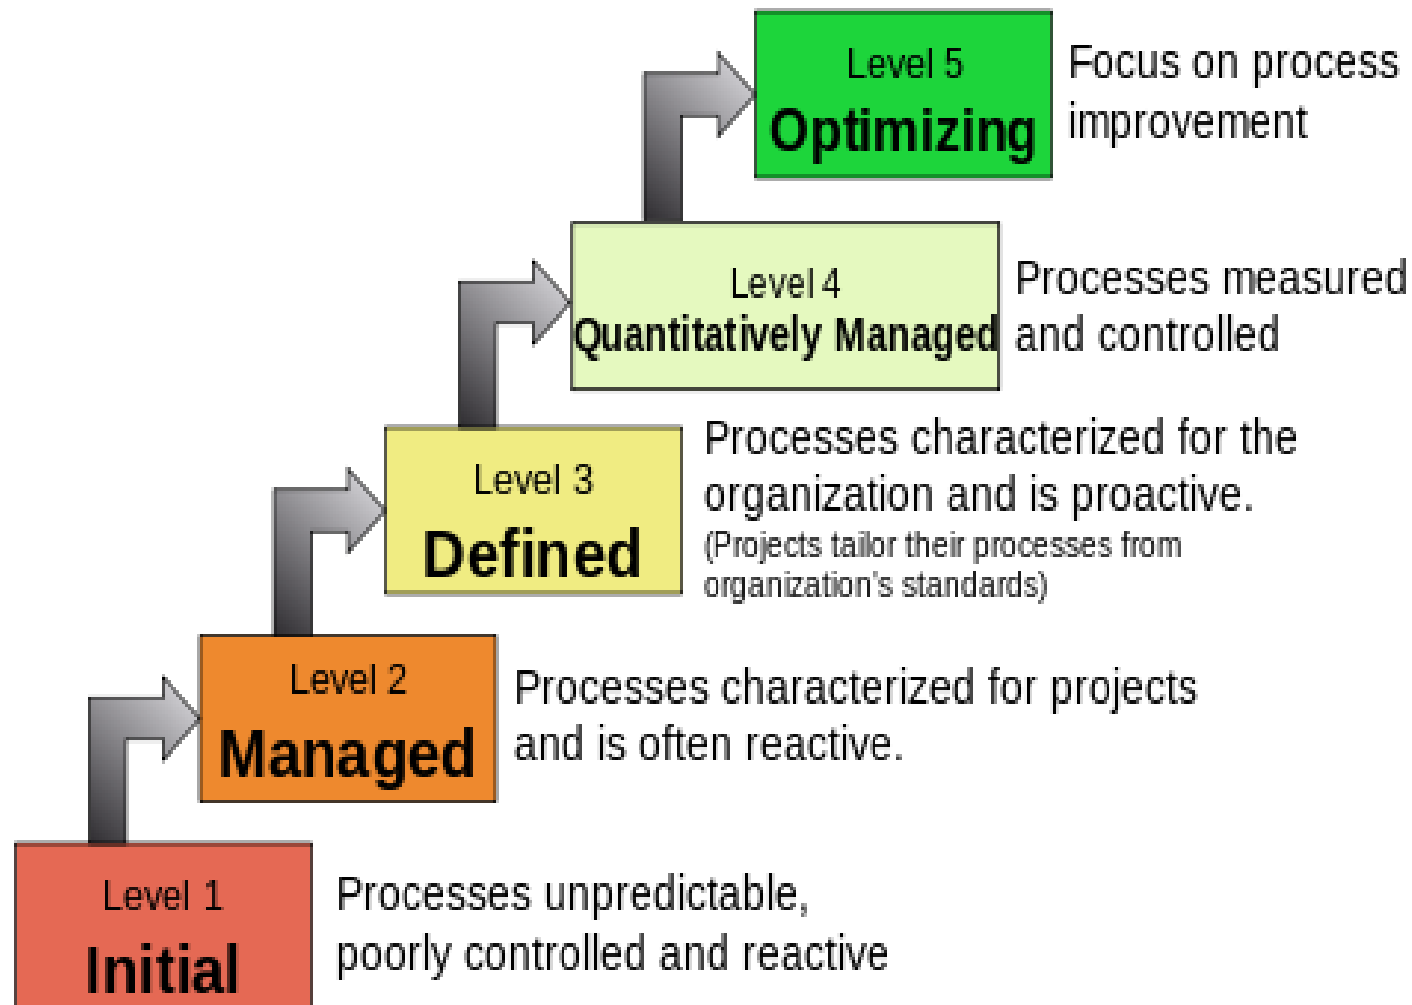 Level 5
Optimizing
Focus on process
improvement
Level 4
Quantitatively Managed
Processes measured
and controlled
Level 3
Defined
Processes characterized for the
organization and is proactive.
(Projects tailor their processes from
organization's standards)
Level 2
Managed
Processes characterized for projects
and is often reactive.
Level 1
Initial
Processes unpredictable,
poorly controlled and reactive